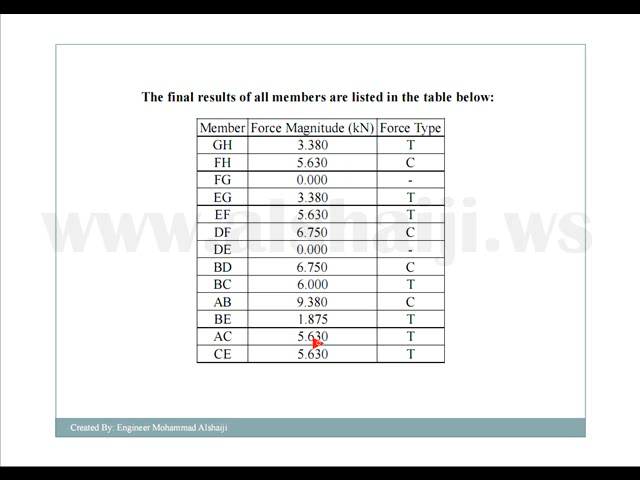 The final results of all members are listed in the table below:
Member Force Magnitude (kN) Force Type
GH 3.380 T
FH 5.630 C
FG 0.000 -
EG 3.380 T
EF 5.630 T
DF 6.750 C
DE 0.000 -
BD 6.750 C
BC 6.000 T
AB 9.380 C
BE 1.875 T
AC 5.630 T
CE 5.630 T
www.alshaiji.ws
Created By: Engineer Mohammad Alshaiji